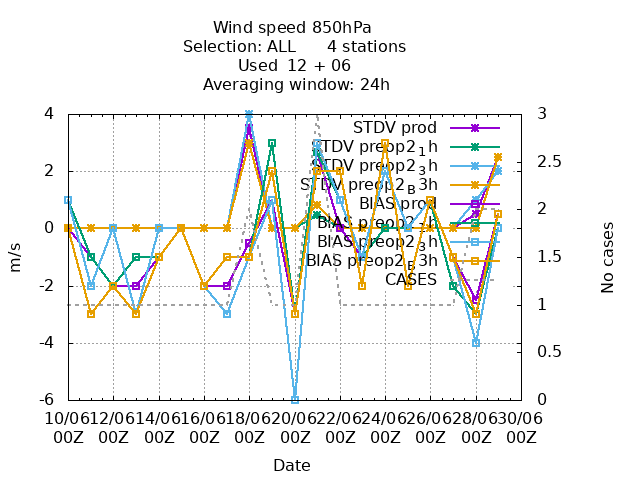 Wind speed 850hPa
Selection: ALL 4 stations
Used 12 + 06
Averaging window: 24h
4
2
0
-2
-4
-6
m/s
3
2.5
2
1.5
1
0.5
0
No cases
STDV prod
STDV preop2_1h
STDV preop2_3h
STDV preop2_B3h
BIAS prod
BIAS preop2_1h
BIAS preop2_3h
BIAS preop2_B3h
CASES
10/06 12/06 14/06 16/06 18/06 20/06 22/06 24/06 26/06 28/06 30/06
00Z 00Z 00Z 00Z 00Z 00Z 00Z 00Z 00Z 00Z 00Z
Date